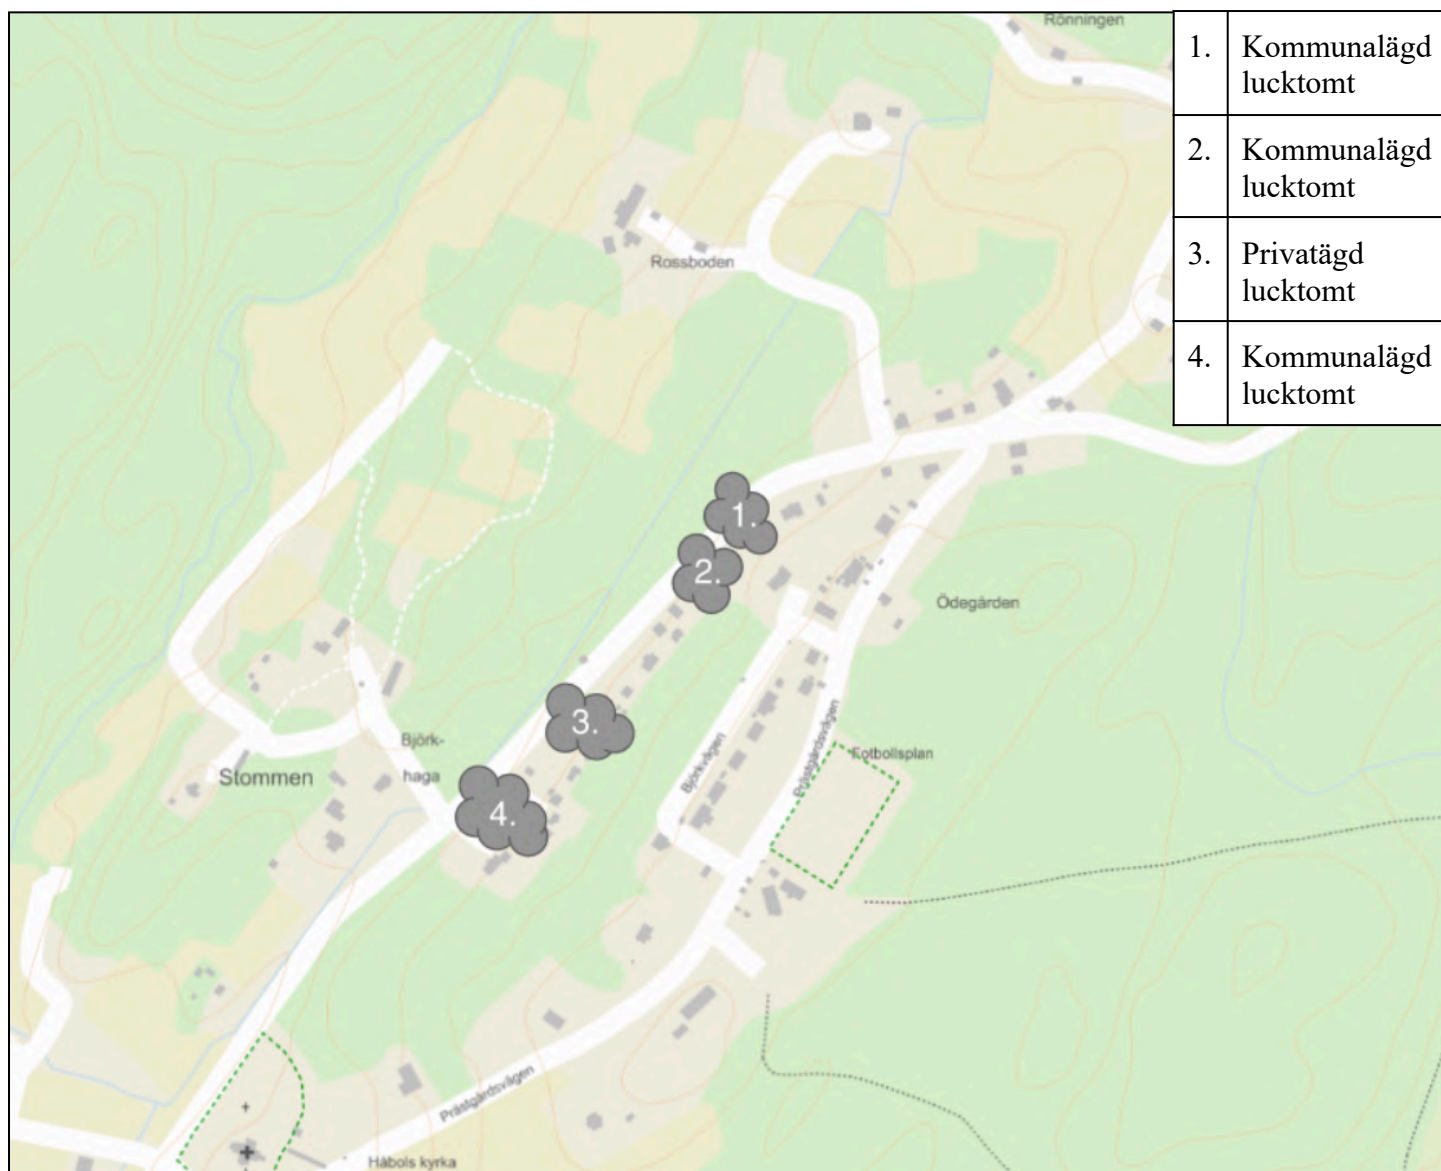 Rönningen
1. Kommunalägd
lucktomt
2. Kommunalägd
lucktomt
3. Privatägd
lucktomt
4. Kommunalägd
lucktomt
Rossboden
1.
2.
Ödegården
3.
Björk-
haga
Stommen
4.
Björkvägen
Prästgårdsvägen
Fotbollsplan
Prästgårdsvägen
Håbols kyrka